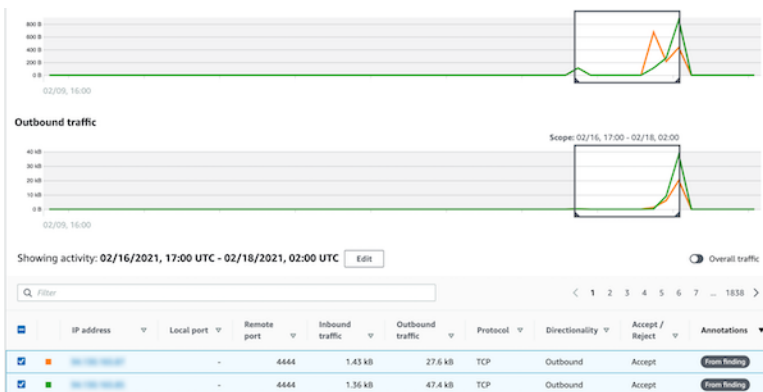 800 B
600 B
400 B
200 B
0 B
02/09, 16:00
Outbound traffic
Scope: 02/16, 17:00 - 02/18, 02:00
40 kB
30 kB
20 kB
10 kB
0 B
02/09, 16:00
Showing activity: 02/16/2021, 17:00 UTC - 02/18/2021, 02:00 UTC Edit Overall traffic
Filter < 1 2 3 4 5 6 7 ... 1838 >
IP address Local port Remote port Inbound traffic Outbound traffic Protocol Directionality Accept / Reject Annotations
- 4444 1.43 kB 27.6 kB TCP Outbound Accept From finding
- 4444 1.36 kB 47.4 kB TCP Outbound Accept From finding